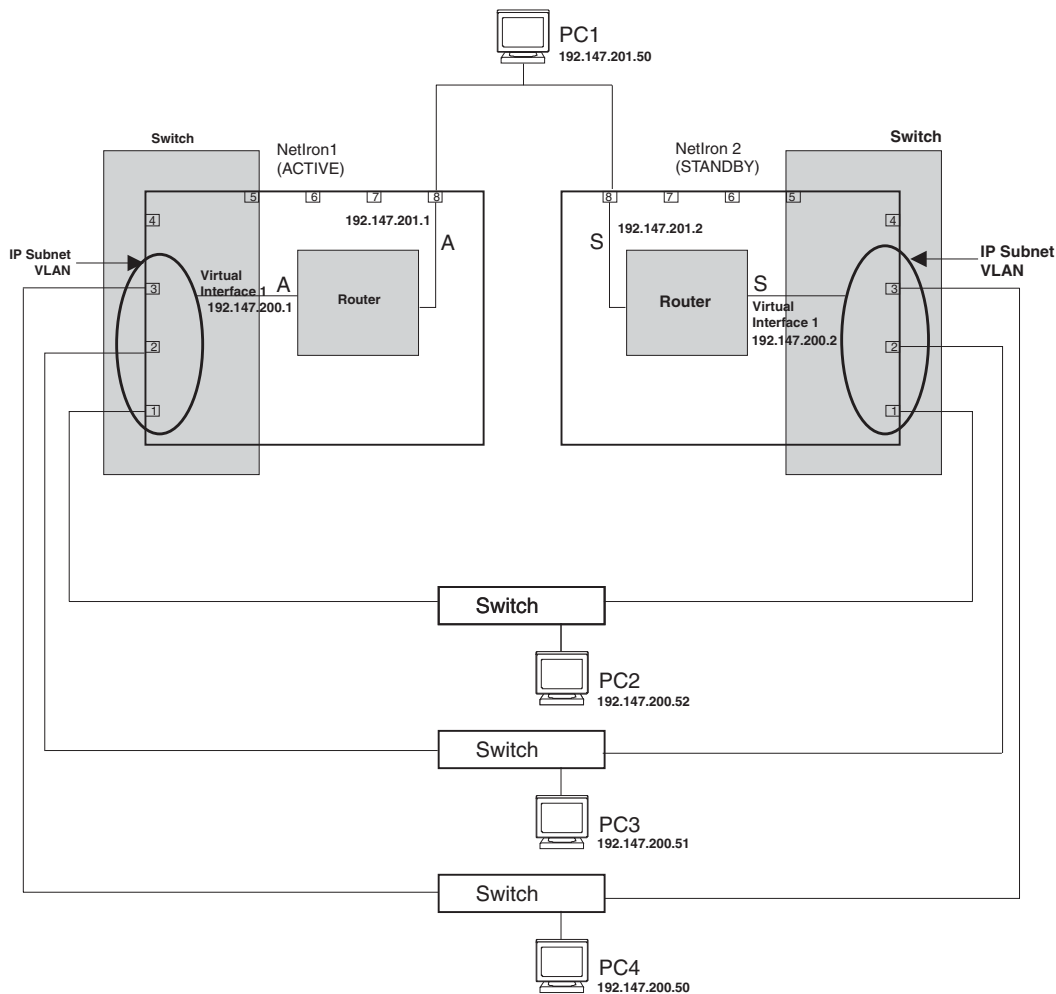 PC1
192.147.201.50
Switch
NetIron1
(ACTIVE)
NetIron 2
(STANDBY)
Switch
5
6
7
8
8
7
6
5
4
192.147.201.1
A
192.147.201.2
S
4
IP Subnet
VLAN
IP Subnet
VLAN
3
Virtual
Interface 1
192.147.200.1
A
Router
Router
S
Virtual
Interface 1
192.147.200.2
3
2
2
1
1
Switch
PC2
192.147.200.52
Switch
PC3
192.147.200.51
Switch
PC4
192.147.200.50